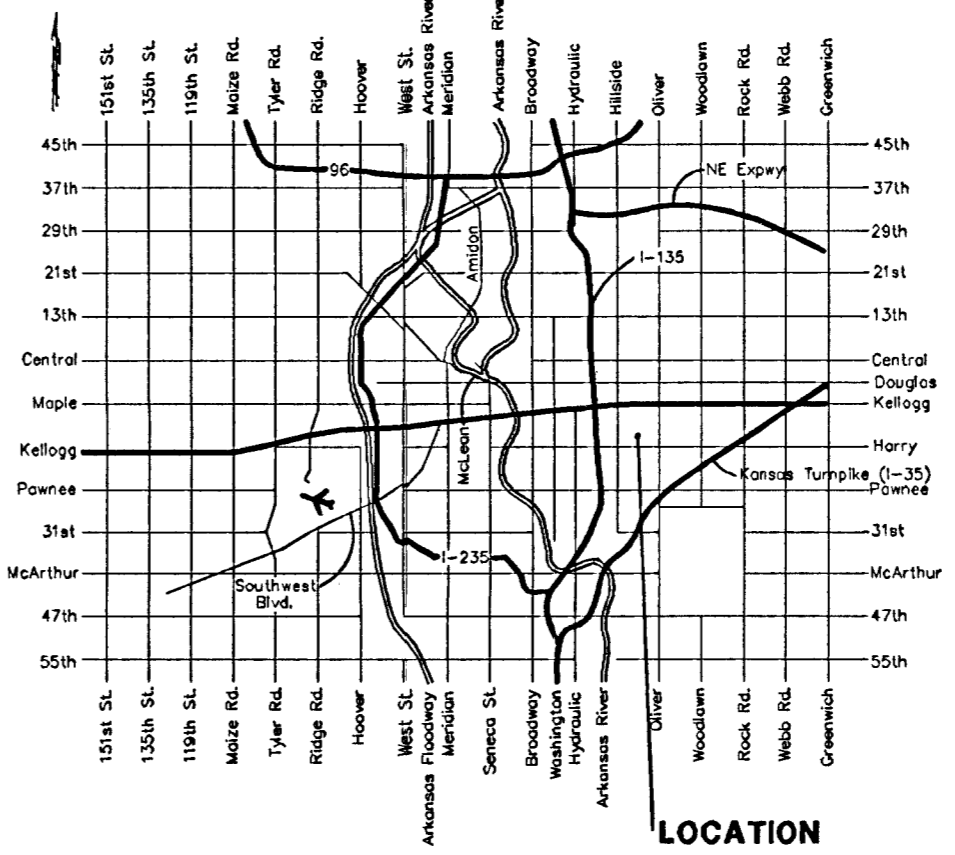 151st St.
135th St.
119th St.
Maize Rd.
Tyler Rd.
Ridge Rd.
Hoover
West St.
Arkansas River
Meridian
Arkansas River
Broadway
Hydraulic
Hillside
Oliver
Woodlawn
Rock Rd.
Webb Rd.
Greenwich
45th
45th
96
NE Expwy
37th
37th
29th
29th
Amidon
I-135
21st
21st
13th
13th
Central
Central
Douglas
Maple
Kellogg
McLean
Kellogg
Harry
Kansas Turnpike (I-35)
Pawnee
Pawnee
31st
31st
I-235
McArthur
McArthur
Southwest
Blvd.
47th
47th
55th
55th
151st St.
135th St.
119th St.
Maize Rd.
Tyler Rd.
Ridge Rd.
Hoover
West St.
Arkansas Floodway
Meridian
Seneca St.
Broadway
Washington
Hydraulic
Arkansas River
Oliver
Woodlawn
Rock Rd.
Webb Rd.
Greenwich
LOCATION